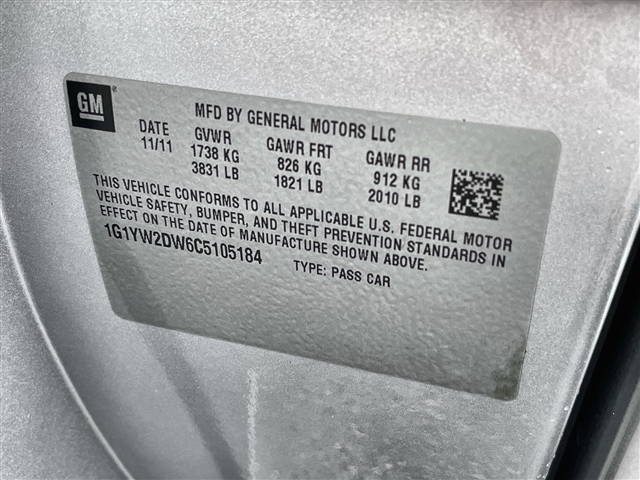 GM
MFD BY GENERAL MOTORS LLC
DATE GVWR GAWR FRT GAWR RR
11/11 1738 KG 826 KG 912 KG
3831 LB 1821 LB 2010 LB
THIS VEHICLE CONFORMS TO ALL APPLICABLE U.S. FEDERAL MOTOR
VEHICLE SAFETY, BUMPER, AND THEFT PREVENTION STANDARDS IN
EFFECT ON THE DATE OF MANUFACTURE SHOWN ABOVE.
1G1YW2DW6C5105184 TYPE: PASS CAR